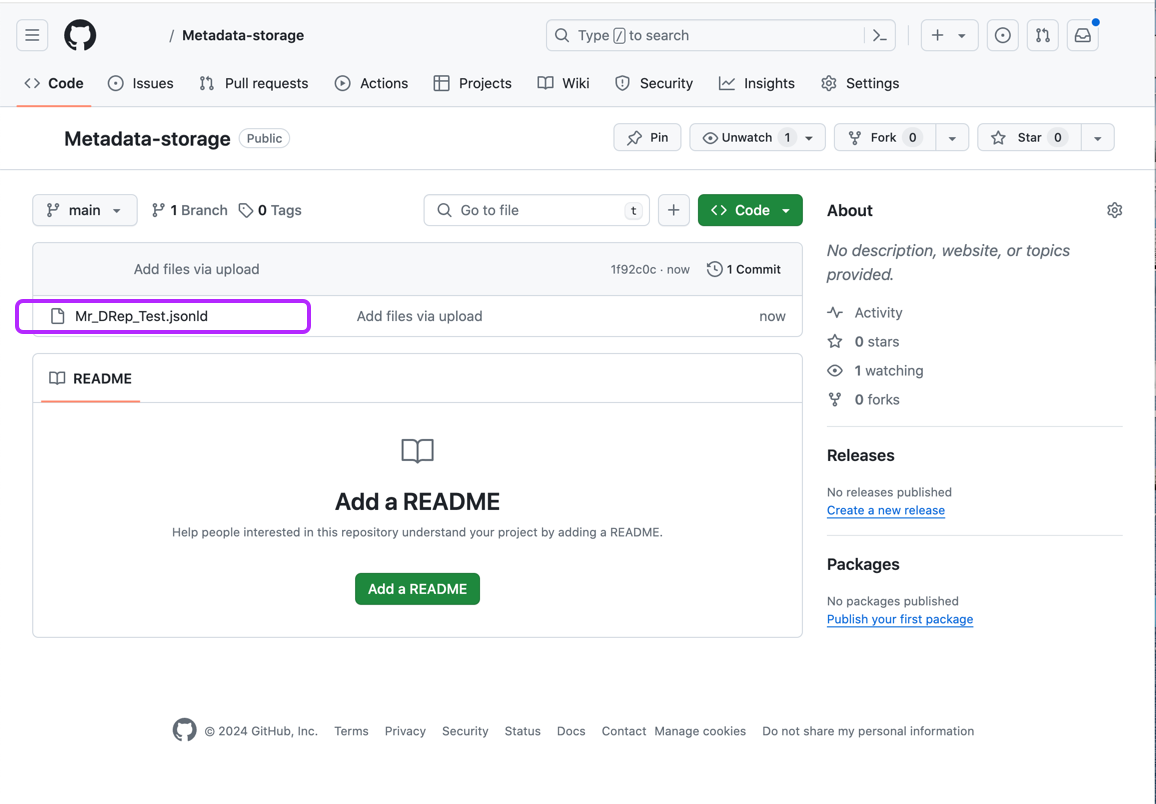 / Metadata-storage Type / to search
Code Issues Pull requests Actions Projects Wiki Security Insights Settings
Metadata-storage Public Pin Unwatch 1 Fork 0 Star 0
main 1 Branch 0 Tags Go to file t Code
Add files via upload 1f92c0c · now 1 Commit
Mr_DRep_Test.jsonld Add files via upload now
README
Add a README
Help people interested in this repository understand your project by adding a README.
Add a README
About
No description, website, or topics
provided.
Activity
0 stars
1 watching
0 forks
Releases
No releases published
Create a new release
Packages
No packages published
Publish your first package
© 2024 GitHub, Inc. Terms Privacy Security Status Docs Contact Manage cookies Do not share my personal information